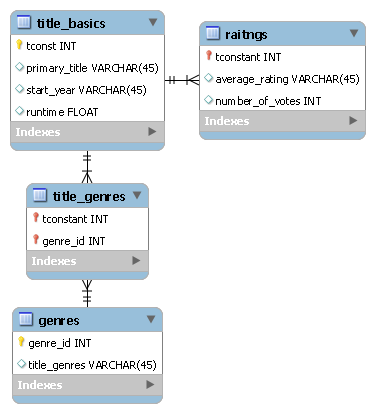 title_basics
tconst INT
primary_title VARCHAR(45)
start_year VARCHAR(45)
runtime FLOAT
Indexes
raitngs
tconstant INT
average_rating VARCHAR(45)
number_of_votes INT
Indexes
title_genres
tconstant INT
genre_id INT
Indexes
genres
genre_id INT
title_genres VARCHAR(45)
Indexes